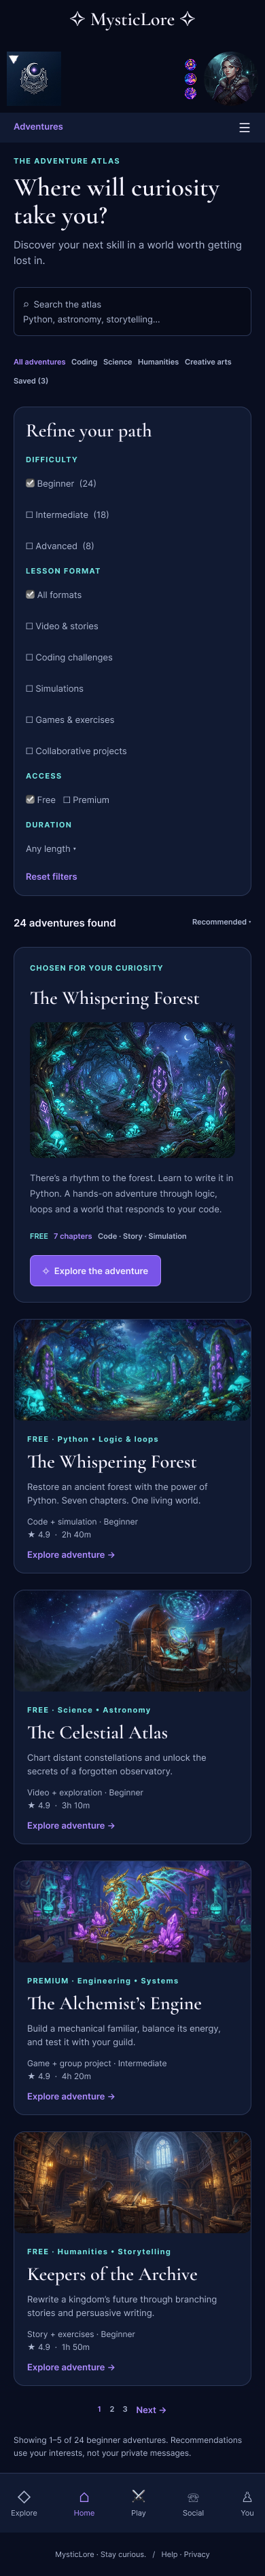 ✧ MysticLore ✧
Adventures
THE ADVENTURE ATLAS
Where will curiosity
take you?
Discover your next skill in a world worth getting
lost in.
⌕ Search the atlas
Python, astronomy, storytelling...
All adventures Coding Science Humanities Creative arts
Saved (3)
Refine your path
DIFFICULTY
☑ Beginner (24)
☐ Intermediate (18)
☐ Advanced (8)
LESSON FORMAT
☑ All formats
☐ Video & stories
☐ Coding challenges
☐ Simulations
☐ Games & exercises
☐ Collaborative projects
ACCESS
☑ Free ☐ Premium
DURATION
Any length ▾
Reset filters
24 adventures found
Recommended ▾
CHOSEN FOR YOUR CURIOSITY
The Whispering Forest
There's a rhythm to the forest. Learn to write it in
Python. A hands-on adventure through logic,
loops and a world that responds to your code.
FREE 7 chapters Code · Story · Simulation
✧ Explore the adventure
FREE · Python • Logic & loops
The Whispering Forest
Restore an ancient forest with the power of
Python. Seven chapters. One living world.
Code + simulation · Beginner
★ 4.9 · 2h 40m
Explore adventure →
FREE · Science • Astronomy
The Celestial Atlas
Chart distant constellations and unlock the
secrets of a forgotten observatory.
Video + exploration · Beginner
★ 4.9 · 3h 10m
Explore adventure →
PREMIUM · Engineering • Systems
The Alchemist's Engine
Build a mechanical familiar, balance its energy,
and test it with your guild.
Game + group project · Intermediate
★ 4.9 · 4h 20m
Explore adventure →
FREE · Humanities • Storytelling
Keepers of the Archive
Rewrite a kingdom's future through branching
stories and persuasive writing.
Story + exercises · Beginner
★ 4.9 · 1h 50m
Explore adventure →
1 2 3 Next →
Showing 1–5 of 24 beginner adventures. Recommendations
use your interests, not your private messages.
Explore Home Play Social You
MysticLore · Stay curious. / Help · Privacy